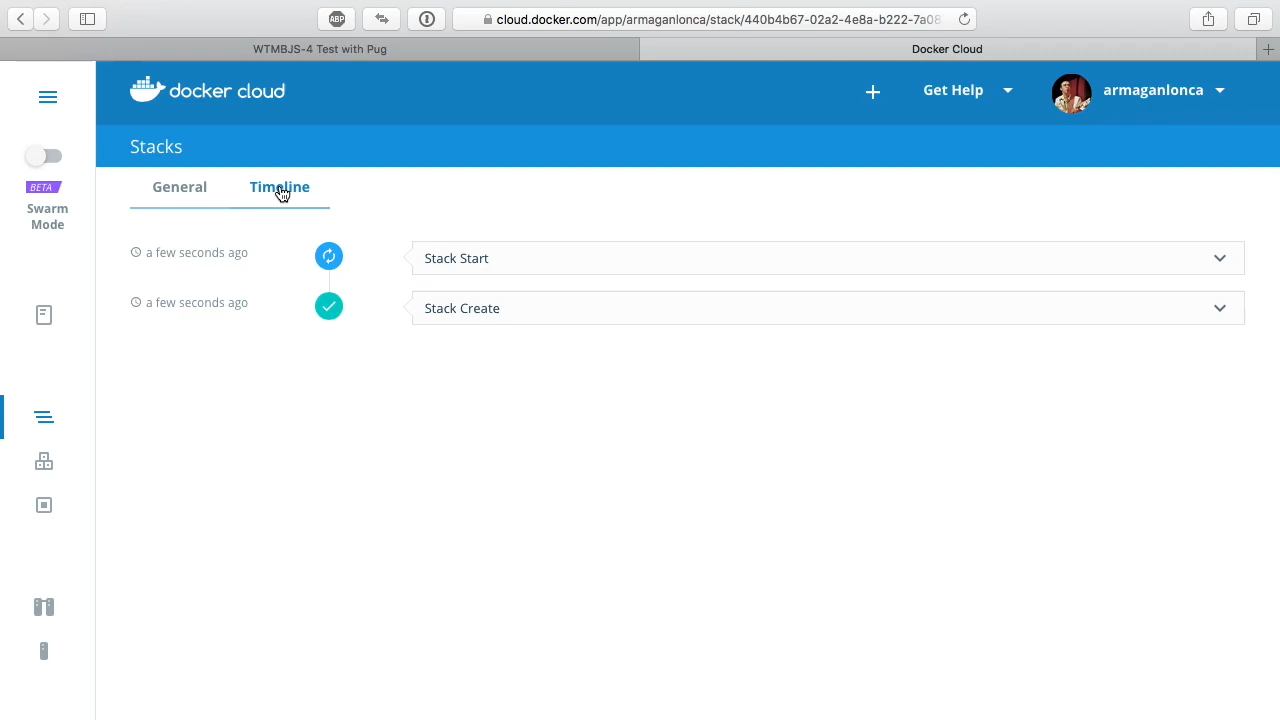 ABP
cloud.docker.com/app/armaganlonca/stack/440b4b67-02a2-4e8a-b222-7a08
WTMBJS-4 Test with Pug
Docker Cloud
docker cloud
Get Help
armaganlonca
Stacks
BETA
Swarm
Mode
General
Timeline
a few seconds ago
Stack Start
a few seconds ago
Stack Create